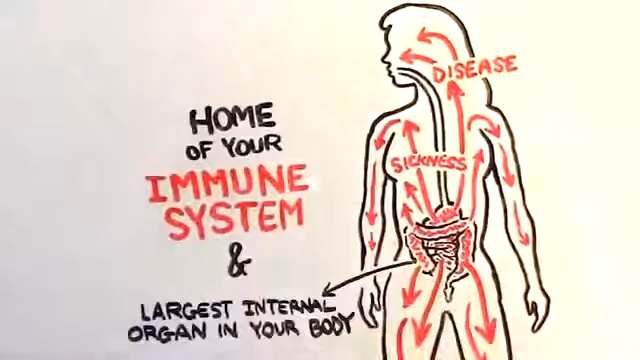 HOME
OF YOUR
IMMUNE
SYSTEM
&
LARGEST INTERNAL
ORGAN IN YOUR BODY
DISEASE
SICKNESS